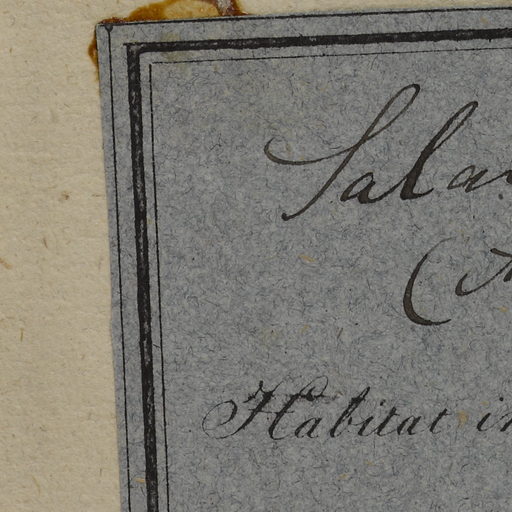 Sala
(
Habitat in